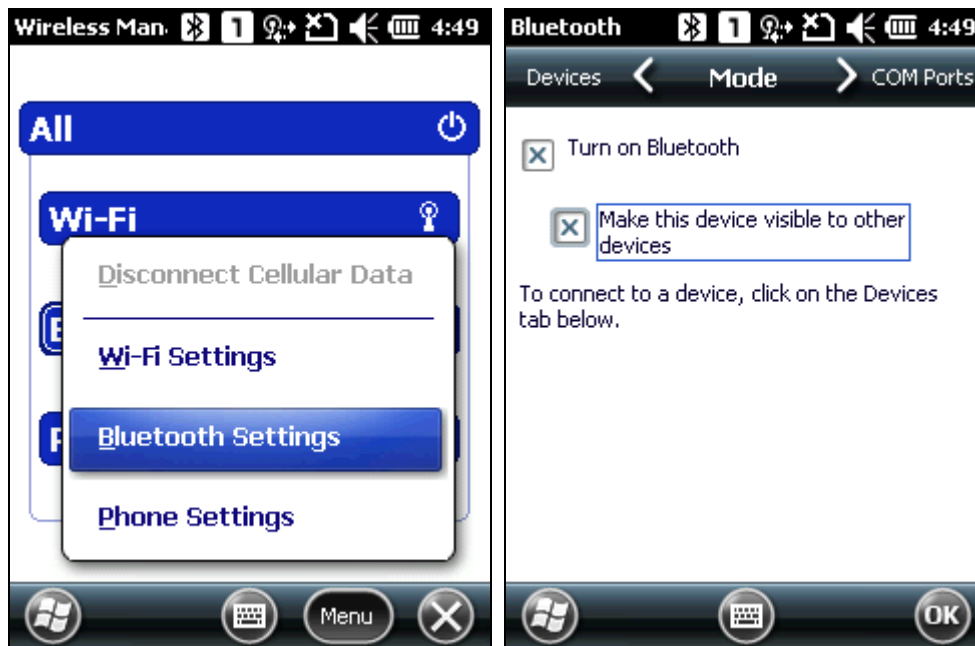 Wireless Man 1 4:49
All
Wi-Fi
Disconnect Cellular Data
Wi-Fi Settings
Bluetooth Settings
Phone Settings
Menu
Bluetooth 1 4:49
Devices Mode COM Ports
Turn on Bluetooth
Make this device visible to other
devices
To connect to a device, click on the Devices
tab below.
OK